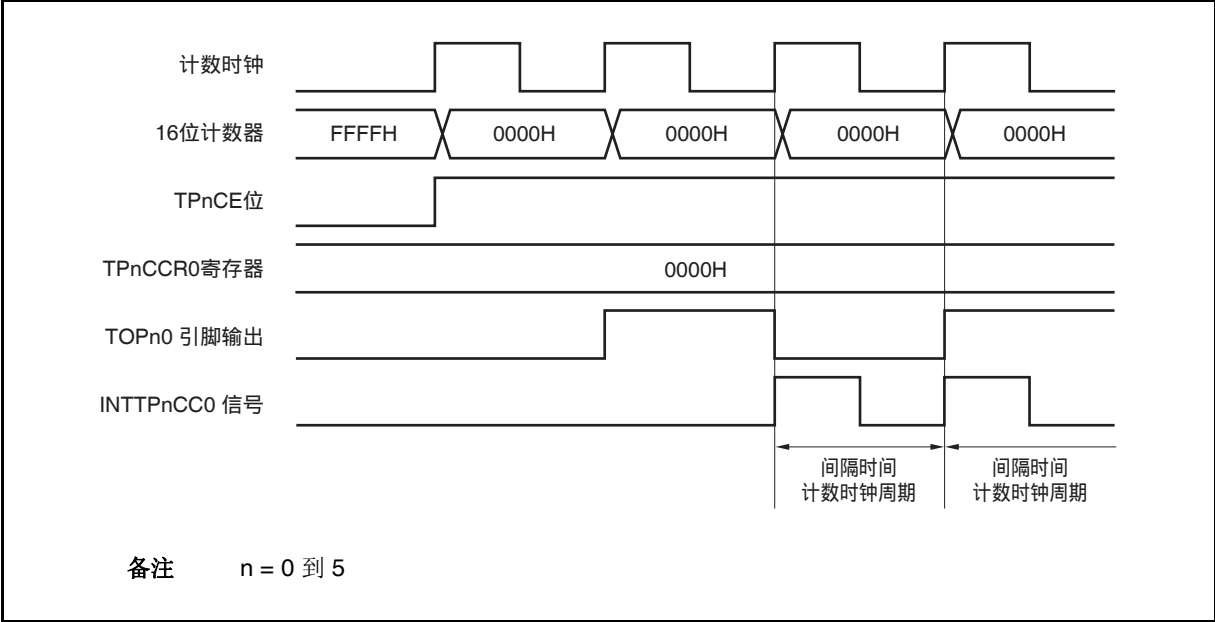 计数时钟
16位计数器 FFFFH 0000H 0000H 0000H 0000H
TPnCE位
TPnCCR0寄存器 0000H
TOPn0 引脚输出
INTTPnCC0 信号
间隔时间 间隔时间
计数时钟周期 计数时钟周期
备注 n = 0 到 5